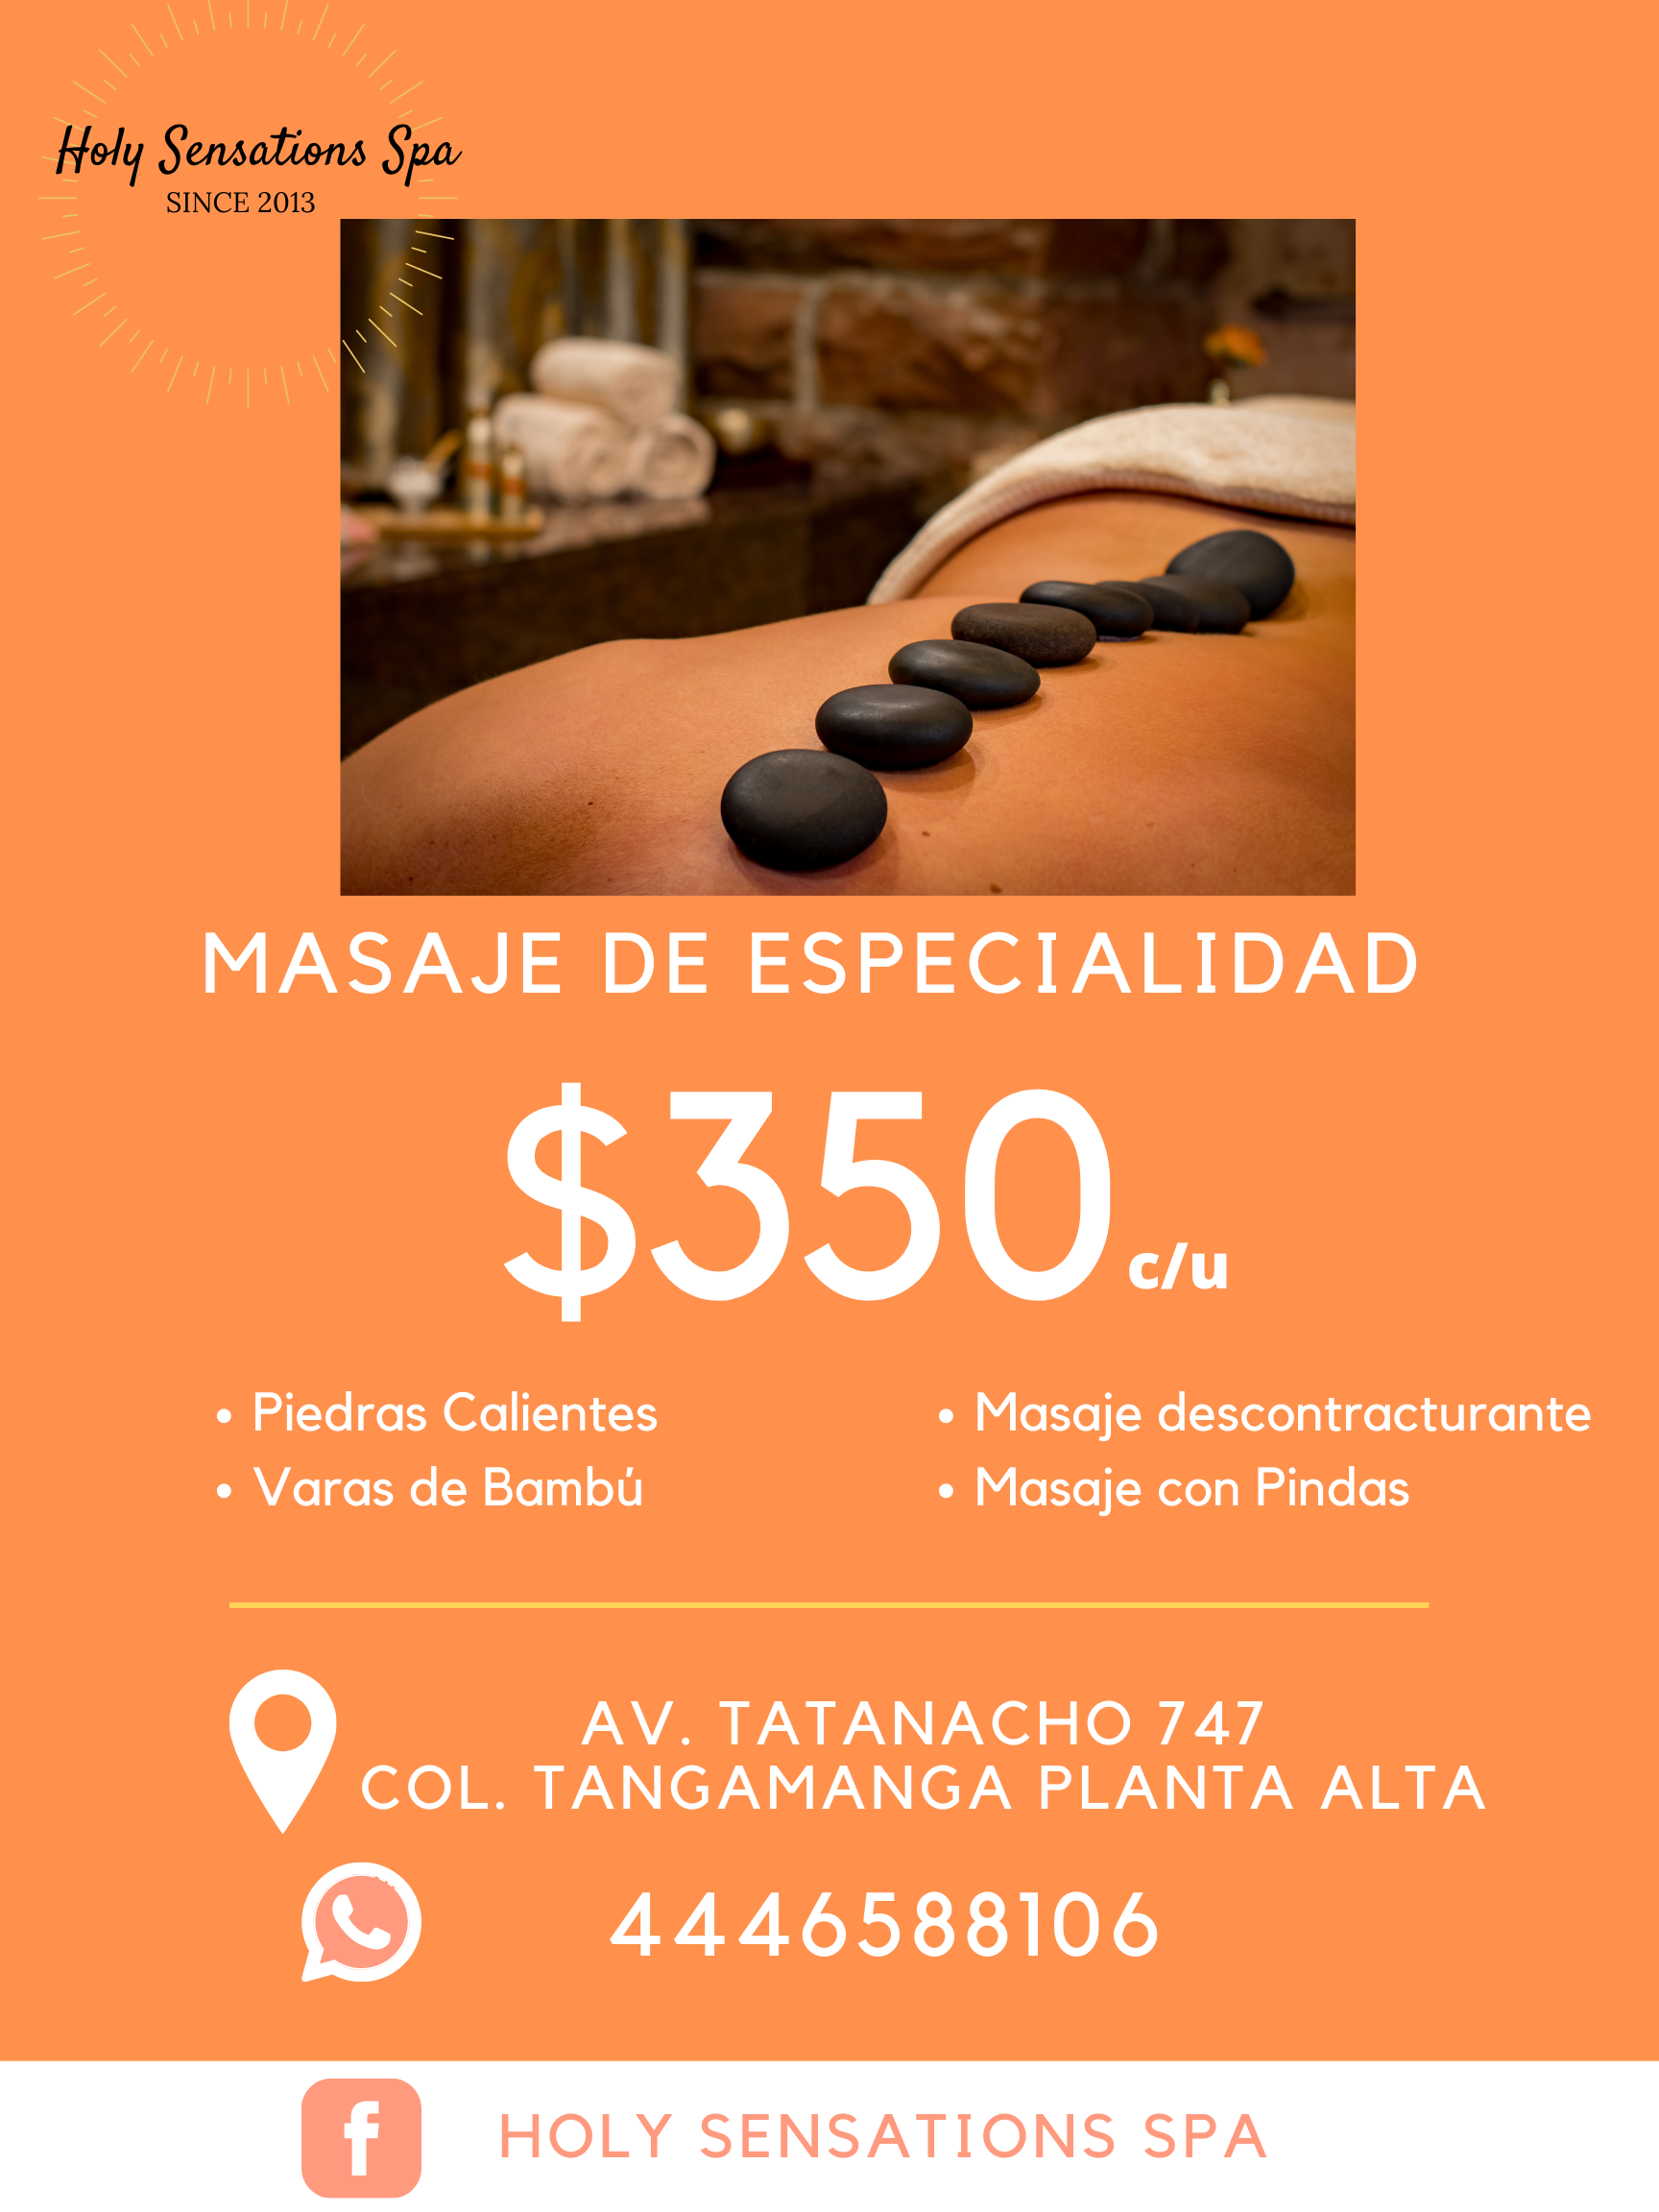 Holy Sensations Spa
SINCE 2013
MASAJE DE ESPECIALIDAD
$350 c/u
• Piedras Calientes
• Varas de Bambú
• Masaje descontracturante
• Masaje con Pindas
AV. TATANACHO 747
COL. TANGAMANGA PLANTA ALTA
4446588106
HOLY SENSATIONS SPA